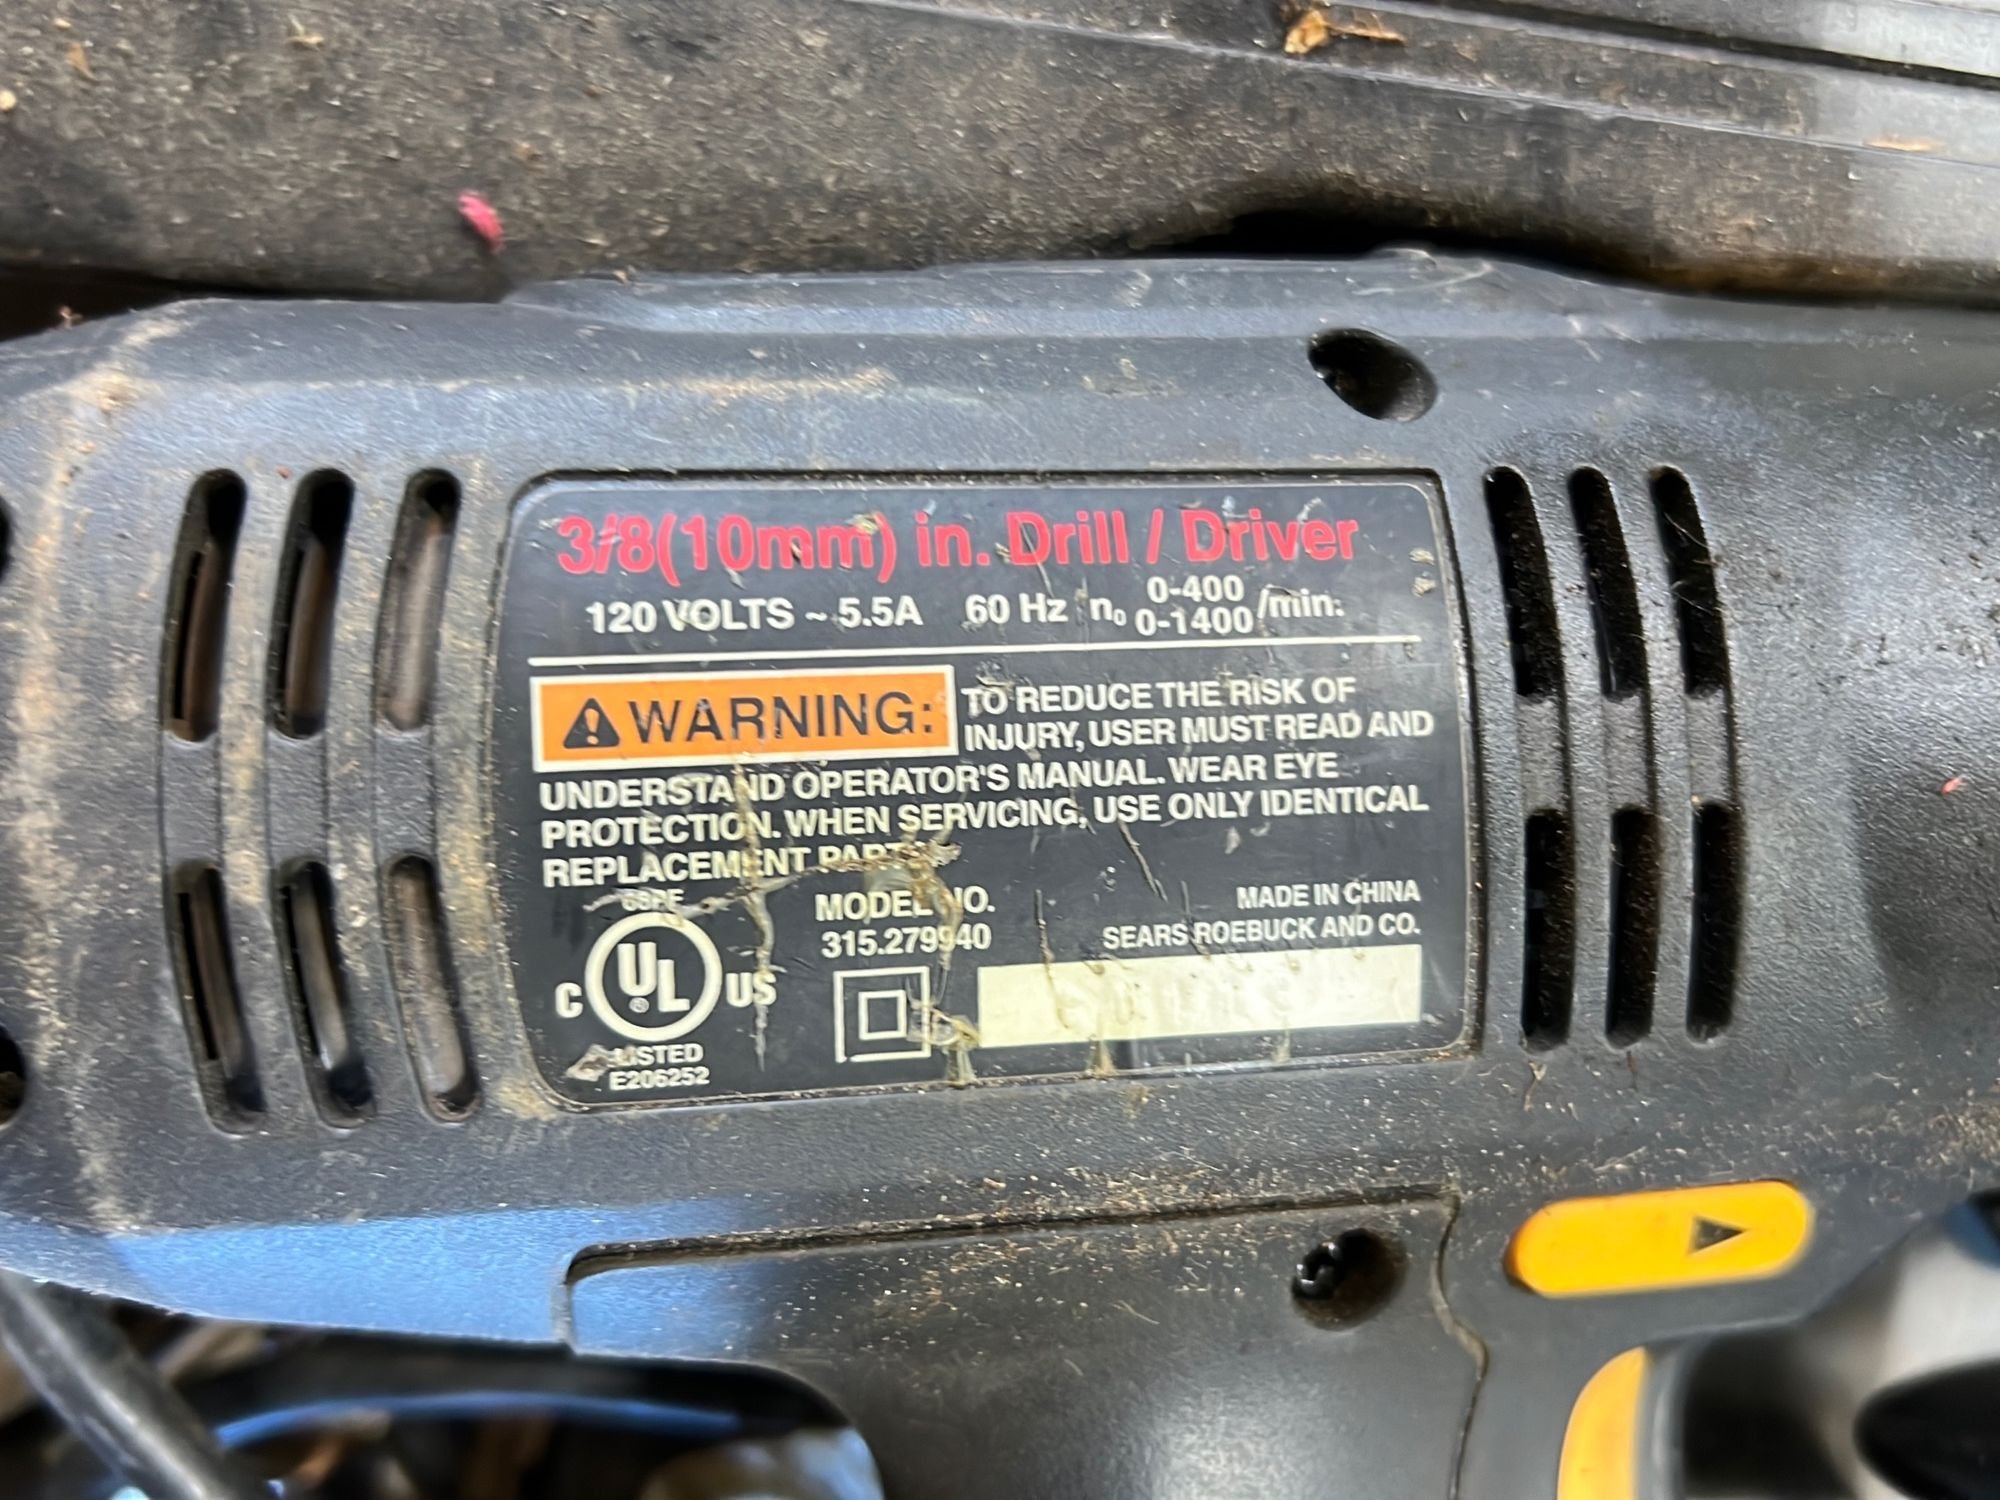 3/8(10mm) in. Drill / Driver
120 VOLTS ~ 5.5A 60 Hz n₀ 0-400 /min.
0-1400
WARNING: TO REDUCE THE RISK OF
INJURY, USER MUST READ AND
UNDERSTAND OPERATOR'S MANUAL. WEAR EYE
PROTECTION. WHEN SERVICING, USE ONLY IDENTICAL
REPLACEMENT
MODEL NO.
315.279940
MADE IN CHINA
SEARS ROEBUCK AND CO.
C UL ® US
LISTED
E206252